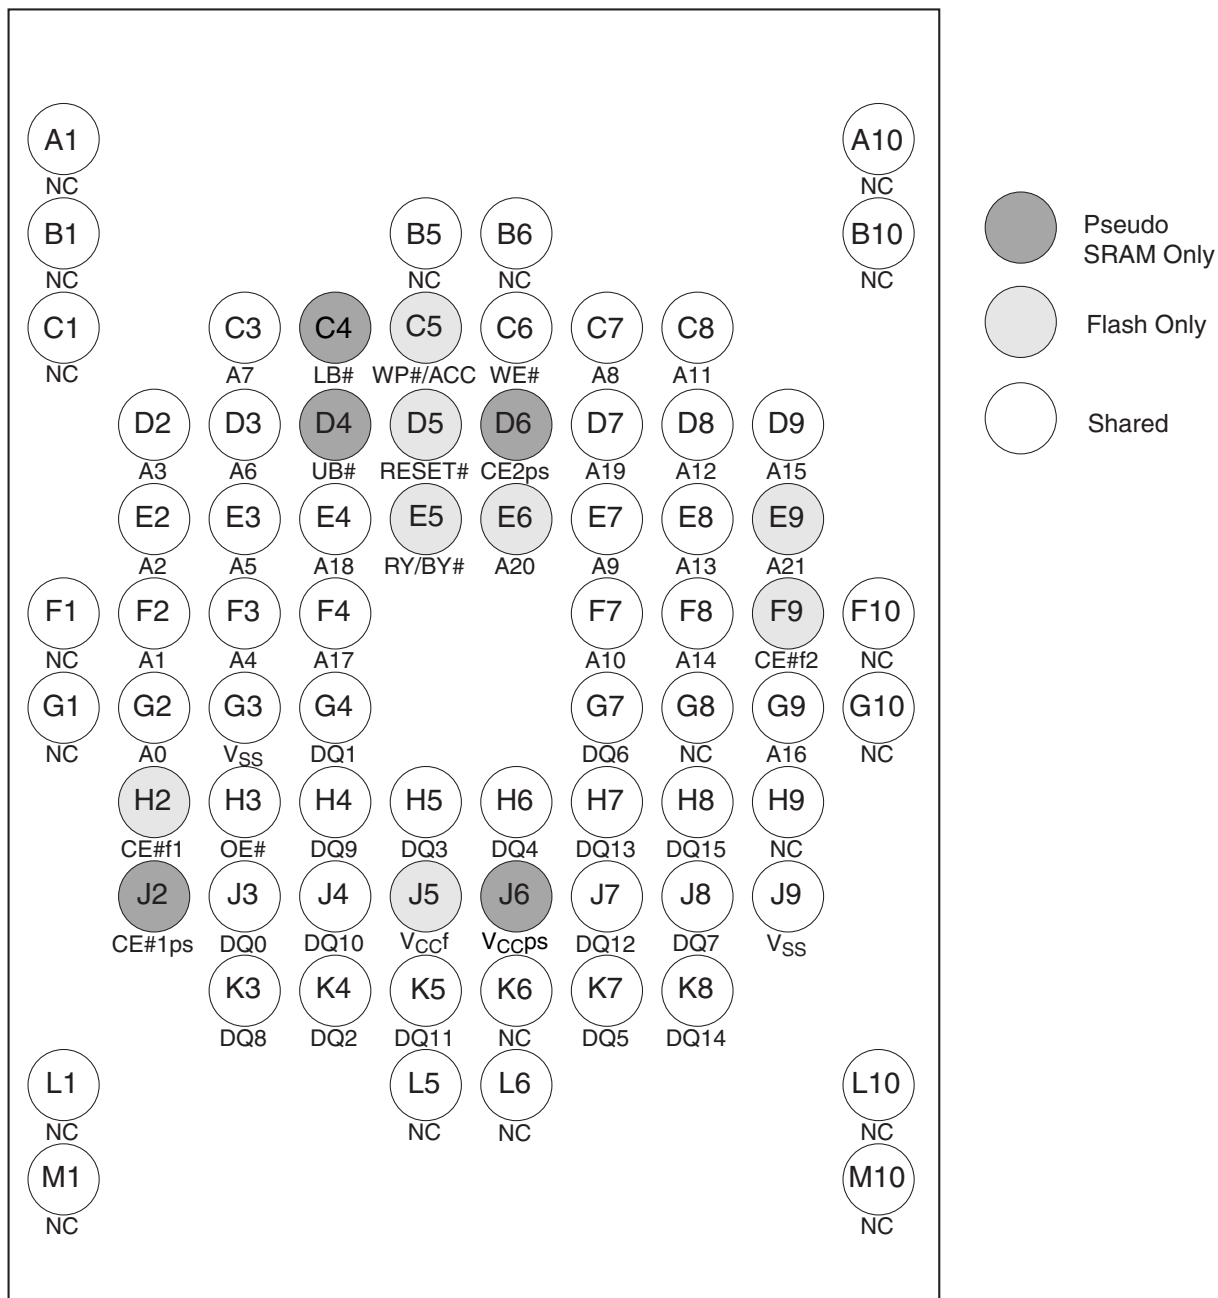 A1 A10
NC NC
B1 B5 B6 B10
NC NC NC NC
C1 C3 C4 C5 C6 C7 C8
NC A7 LB# WP#/ACC WE# A8 A11
D2 D3 D4 D5 D6 D7 D8 D9
A3 A6 UB# RESET# CE2ps A19 A12 A15
E2 E3 E4 E5 E6 E7 E8 E9
A2 A5 A18 RY/BY# A20 A9 A13 A21
F1 F2 F3 F4 F7 F8 F9 F10
NC A1 A4 A17 A10 A14 CE#f2 NC
G1 G2 G3 G4 G7 G8 G9 G10
NC A0 VSS DQ1 DQ6 NC A16 NC
H2 H3 H4 H5 H6 H7 H8 H9
CE#f1 OE# DQ9 DQ3 DQ4 DQ13 DQ15 NC
J2 J3 J4 J5 J6 J7 J8 J9
CE#1ps DQ0 DQ10 VCCf VCCps DQ12 DQ7 VSS
K3 K4 K5 K6 K7 K8
DQ8 DQ2 DQ11 NC DQ5 DQ14
L1 L5 L6 L10
NC NC NC NC
M1 M10
NC NC
Pseudo
SRAM Only
Flash Only
Shared